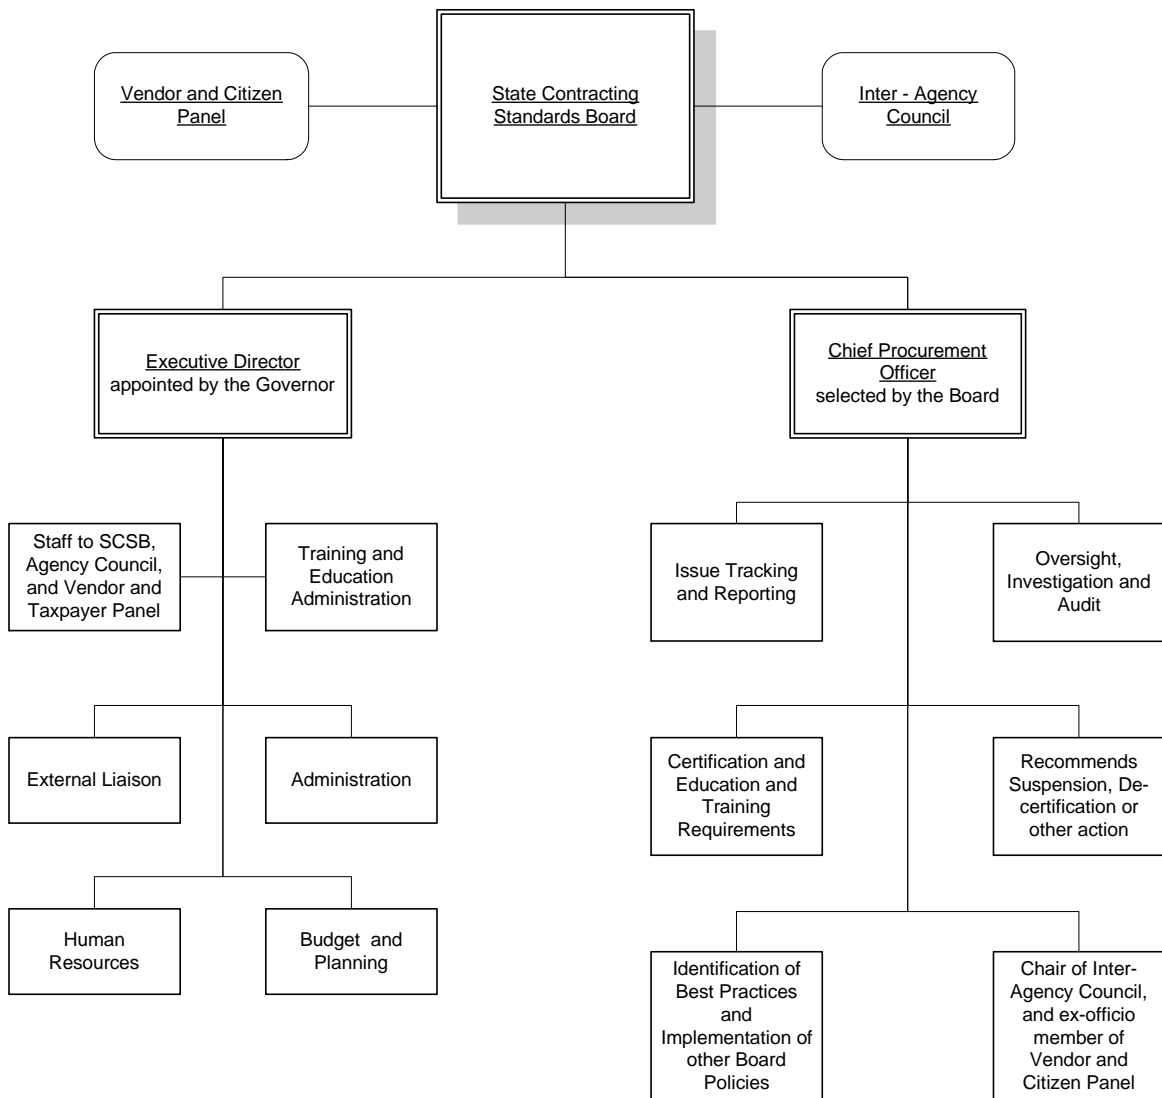 Vendor and Citizen
Panel
State Contracting
Standards Board
Inter - Agency
Council
Executive Director
appointed by the Governor
Chief Procurement
Officer
selected by the Board
Staff to SCSB,
Agency Council,
and Vendor and
Taxpayer Panel
Training and
Education
Administration
Issue Tracking
and Reporting
Oversight,
Investigation and
Audit
External Liaison
Administration
Certification and
Education and
Training
Requirements
Recommends
Suspension, De-
certification or
other action
Human
Resources
Budget and
Planning
Identification of
Best Practices
and
Implementation of
other Board
Policies
Chair of Inter-
Agency Council,
and ex-officio
member of
Vendor and
Citizen Panel